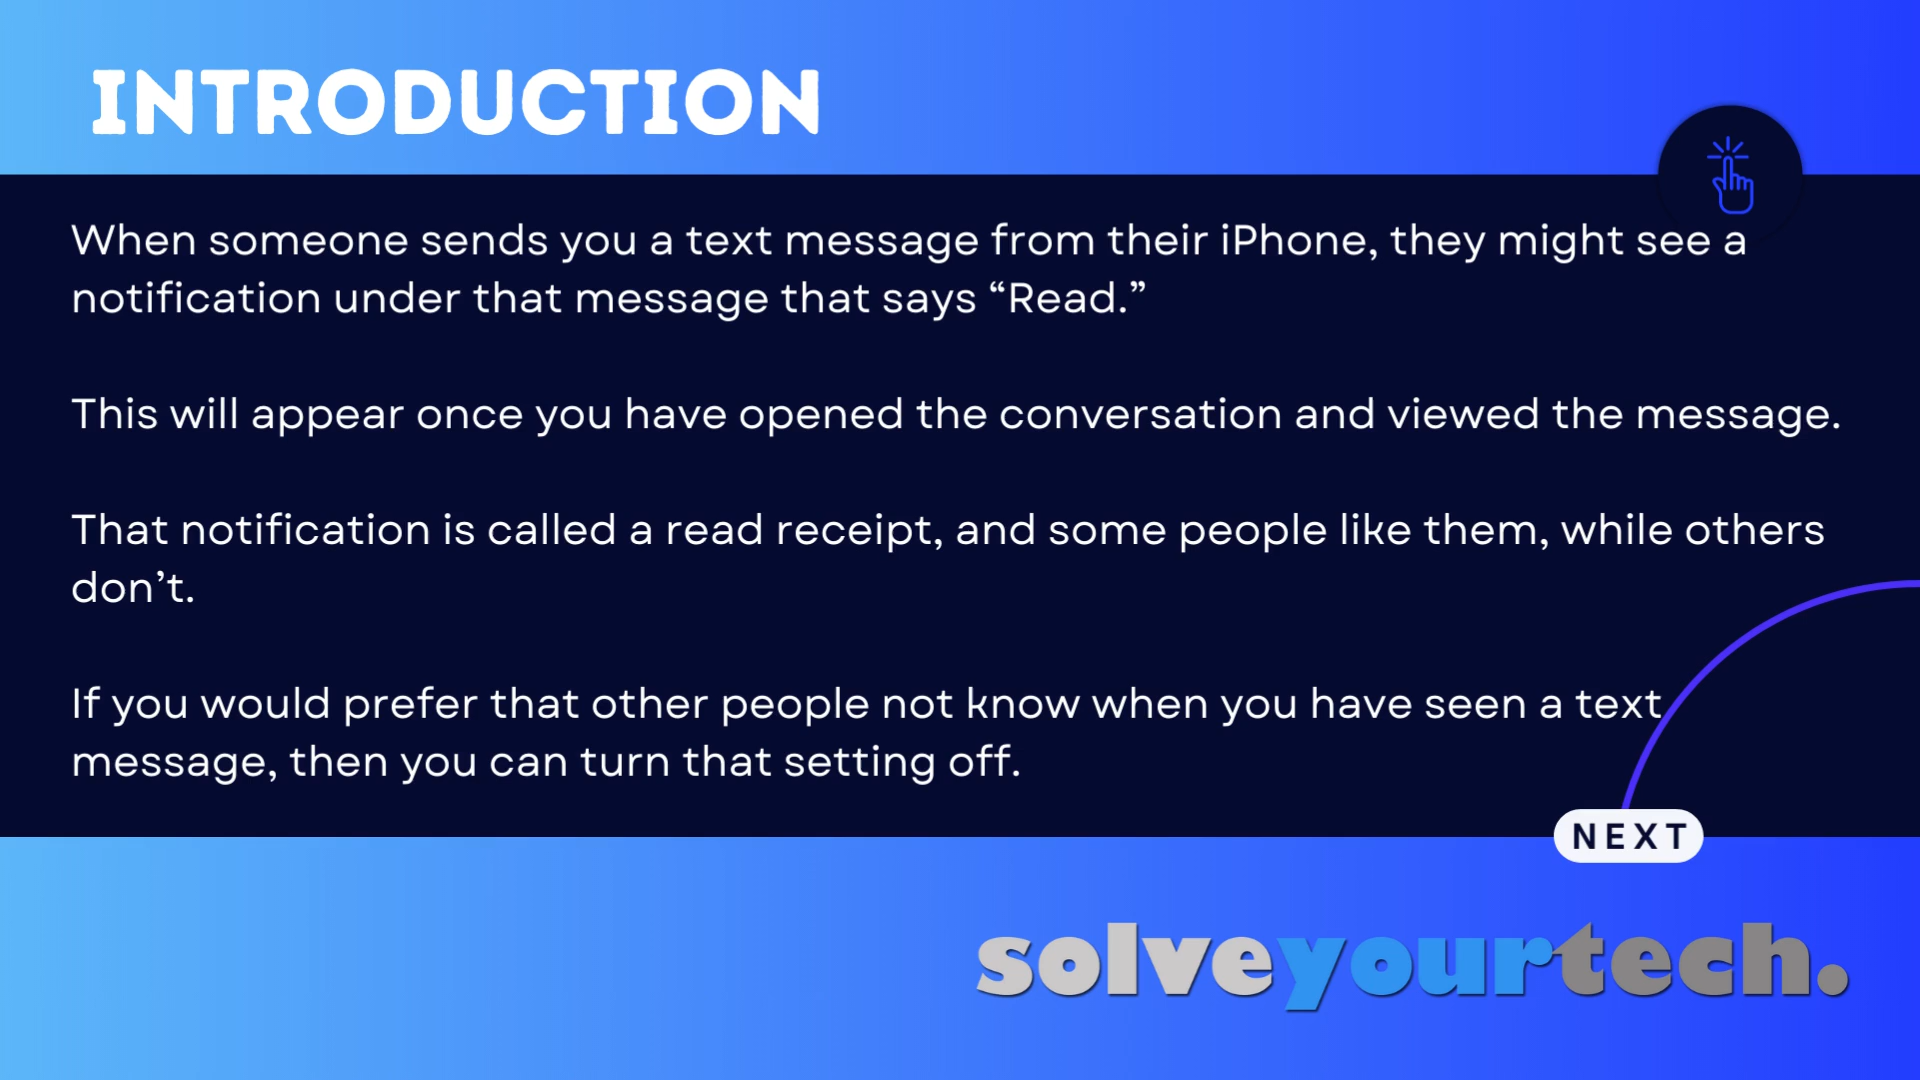 INTRODUCTION
When someone sends you a text message from their iPhone, they might see a
notification under that message that says “Read.”
This will appear once you have opened the conversation and viewed the message.
That notification is called a read receipt, and some people like them, while others
don’t.
If you would prefer that other people not know when you have seen a text
message, then you can turn that setting off.
NEXT
solveyourtech.